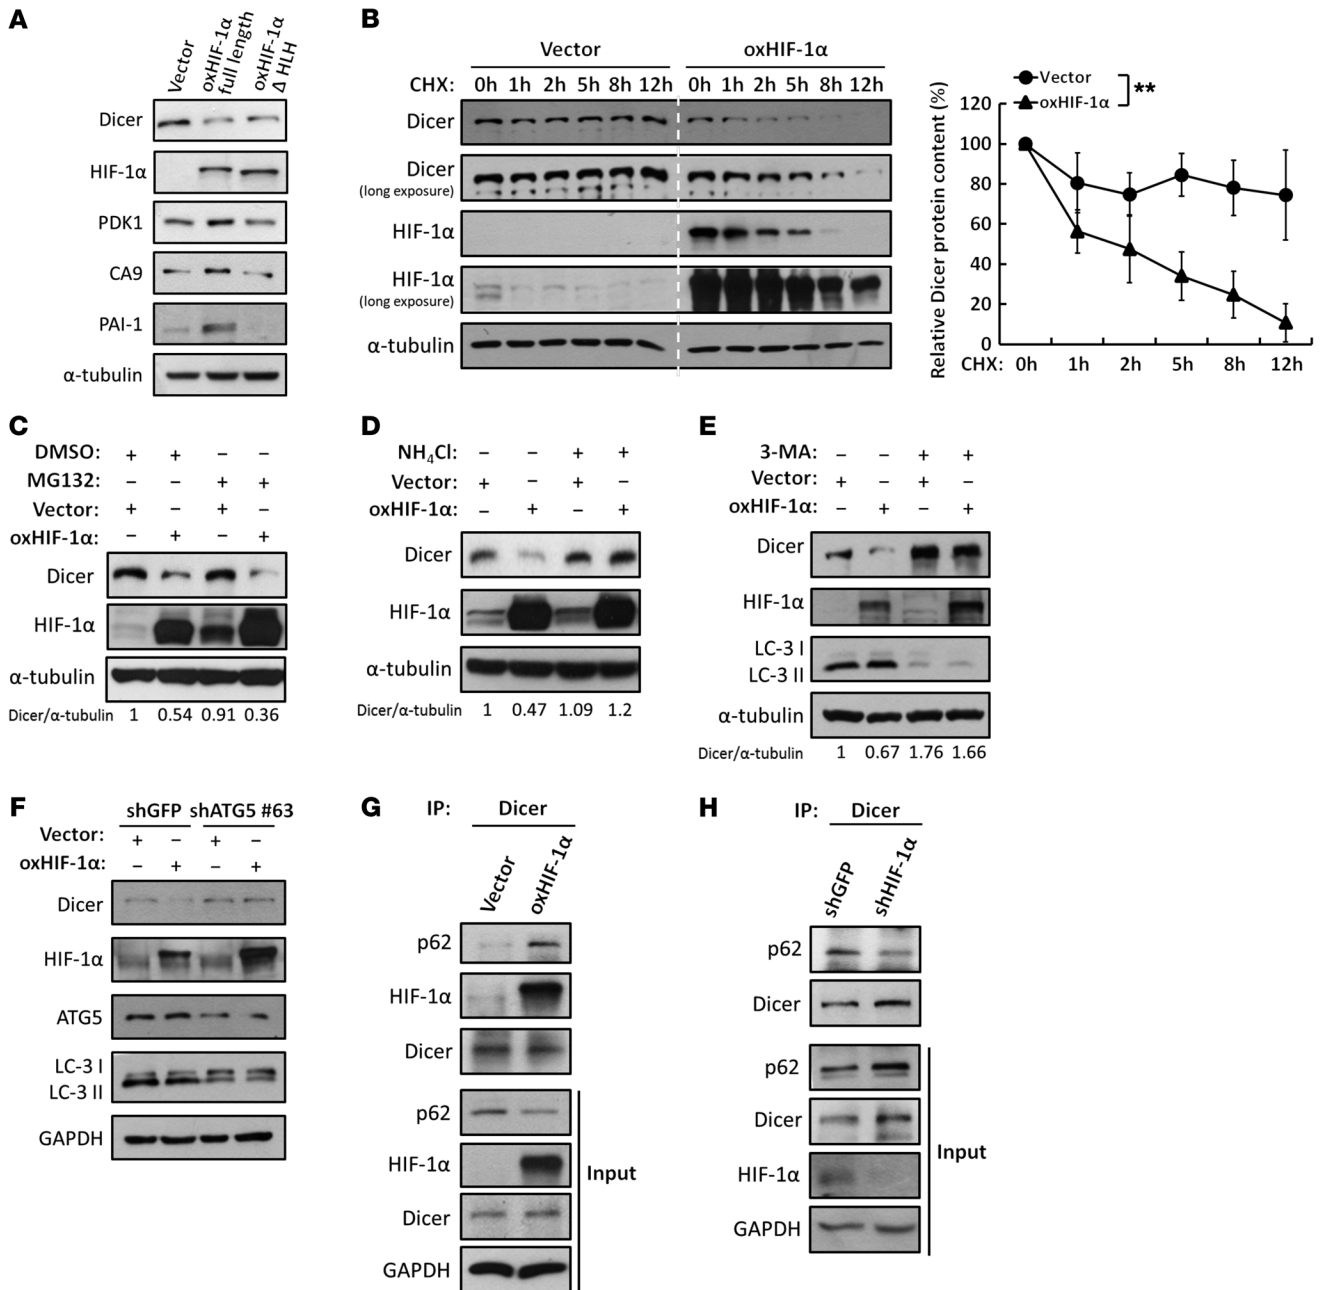 A
Vector
oxHIF-1α
full length
oxHIF-1α
Δ HLH
Dicer
HIF-1α
PDK1
CA9
PAI-1
α-tubulin
B
Vector
oxHIF-1α
CHX: 0h 1h 2h 5h 8h 12h 0h 1h 2h 5h 8h 12h
Dicer
Dicer
(long exposure)
HIF-1α
HIF-1α
(long exposure)
α-tubulin
Vector
oxHIF-1α
**
Relative Dicer protein content (%)
120
100
80
60
40
20
0
CHX: 0h 1h 2h 5h 8h 12h
C
DMSO: + + – –
MG132: – – + +
Vector: + – + –
oxHIF-1α: – + – +
Dicer
HIF-1α
α-tubulin
Dicer/α-tubulin 1 0.54 0.91 0.36
D
NH₄Cl: – – + +
Vector: + – + –
oxHIF-1α: – + – +
Dicer
HIF-1α
α-tubulin
Dicer/α-tubulin 1 0.47 1.09 1.2
E
3-MA: – – + +
Vector: + – + –
oxHIF-1α: – + – +
Dicer
HIF-1α
LC-3 I
LC-3 II
α-tubulin
Dicer/α-tubulin 1 0.67 1.76 1.66
F
shGFP shATG5 #63
Vector: + – + –
oxHIF-1α: – + – +
Dicer
HIF-1α
ATG5
LC-3 I
LC-3 II
GAPDH
G
IP: Dicer
Vector
oxHIF-1α
p62
HIF-1α
Dicer
p62
HIF-1α
Dicer
GAPDH
Input
H
IP: Dicer
shGFP
shHIF-1α
p62
Dicer
p62
Dicer
HIF-1α
GAPDH
Input